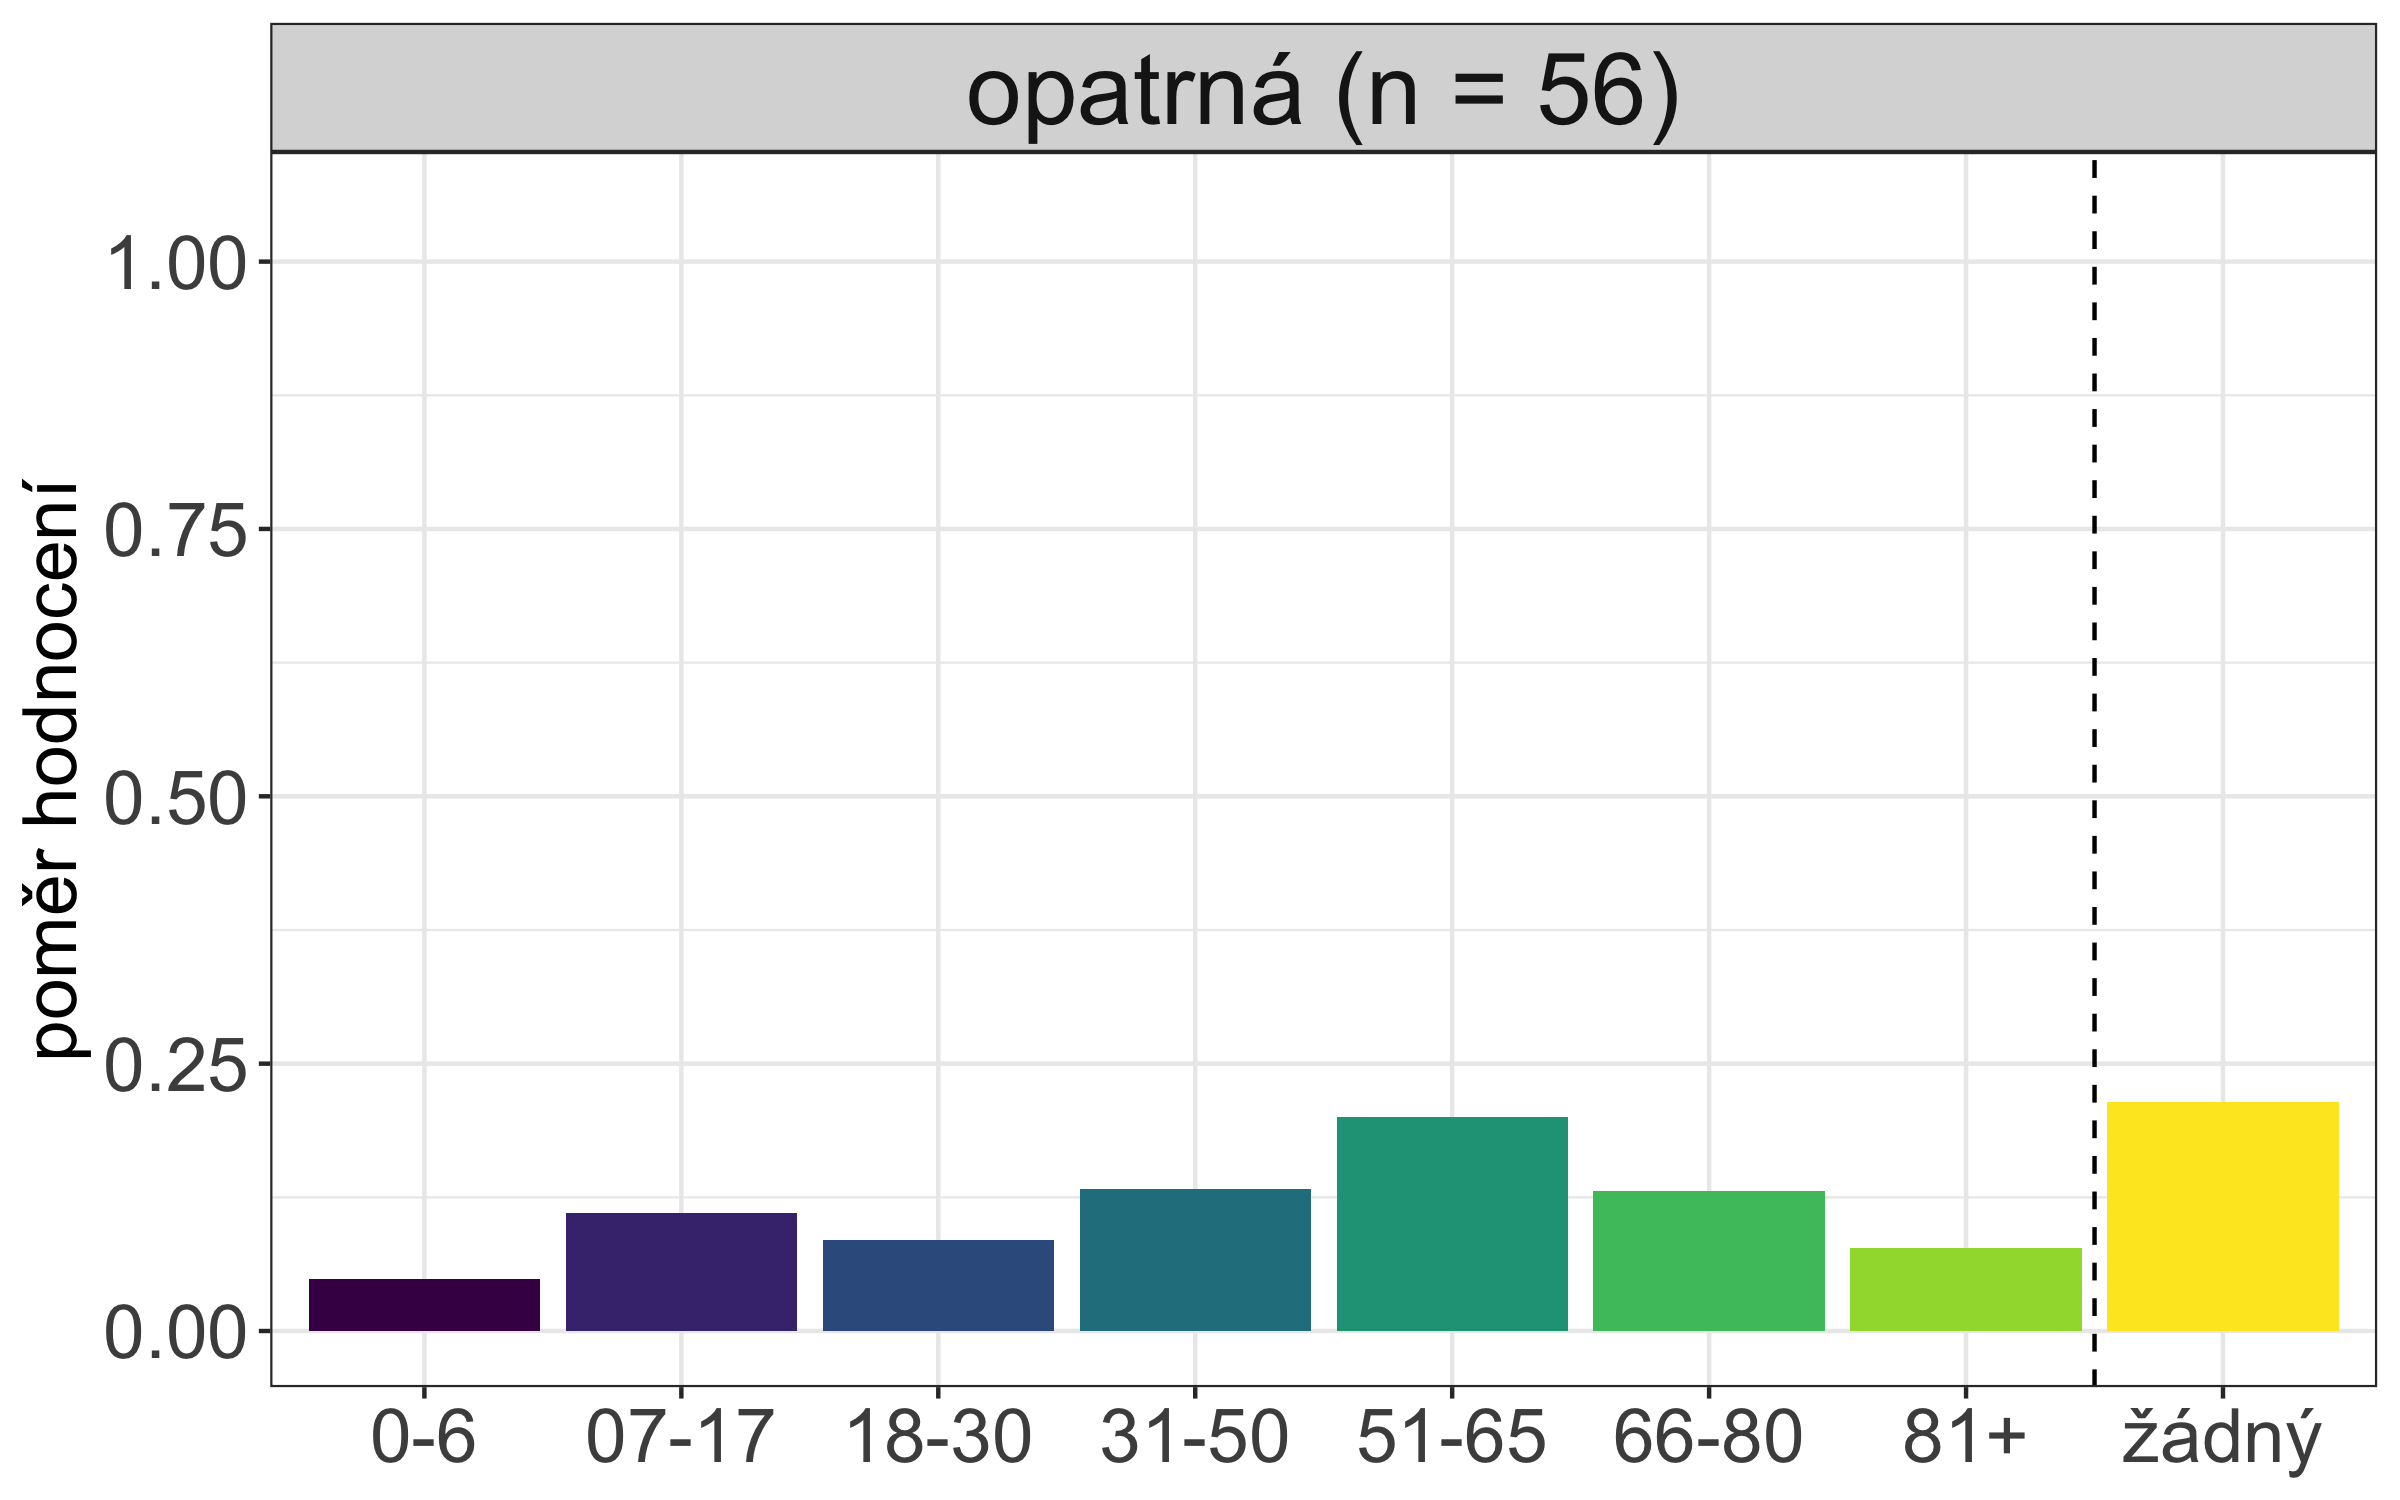 opatrná (n = 56)
poměr hodnocení
1.00
0.75
0.50
0.25
0.00
0-6 07-17 18-30 31-50 51-65 66-80 81+ žádný